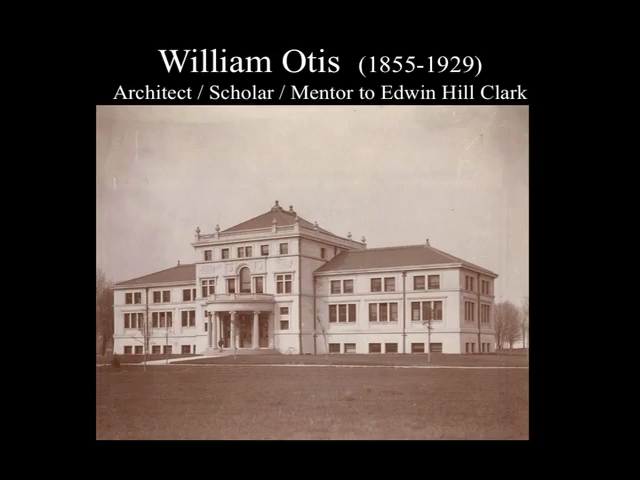 William Otis (1855-1929)
Architect / Scholar / Mentor to Edwin Hill Clark